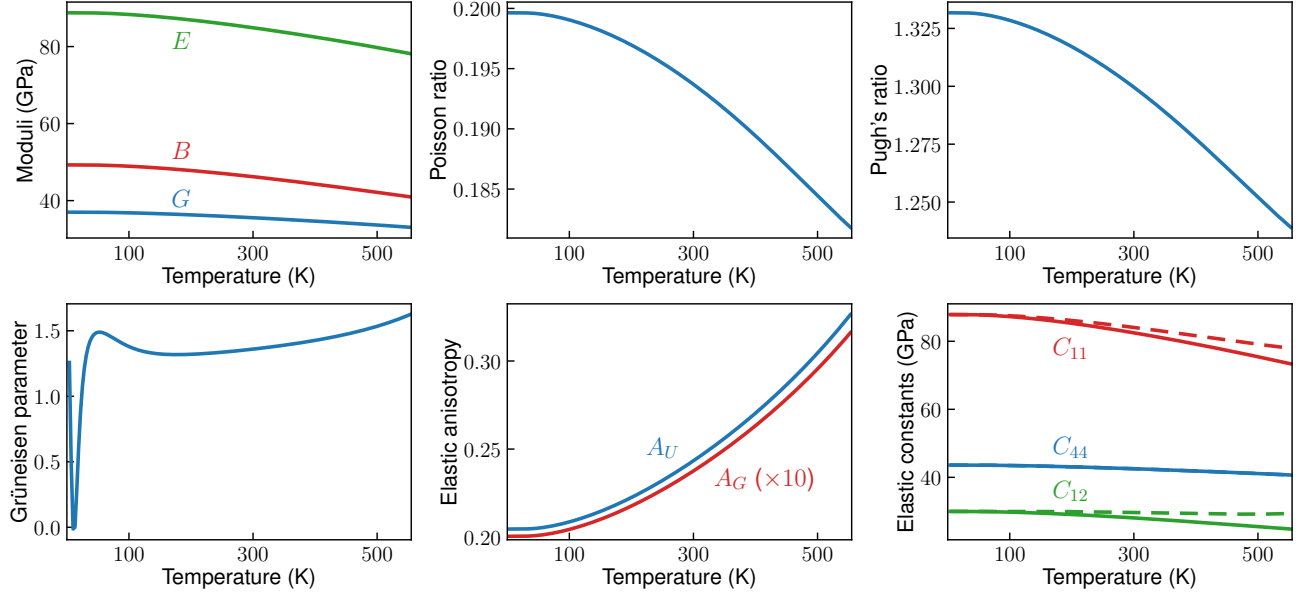 Moduli (GPa)
80
60
40
E
B
G
100
300
500
Temperature (K)
Poisson ratio
0.200
0.195
0.190
0.185
100
300
500
Temperature (K)
Pugh's ratio
1.325
1.300
1.275
1.250
100
300
500
Temperature (K)
Grüneisen parameter
1.5
1.0
0.5
0.0
100
300
500
Temperature (K)
Elastic anisotropy
0.30
0.25
0.20
A_U
A_G (×10)
100
300
500
Temperature (K)
Elastic constants (GPa)
80
60
40
C_11
C_44
C_12
100
300
500
Temperature (K)